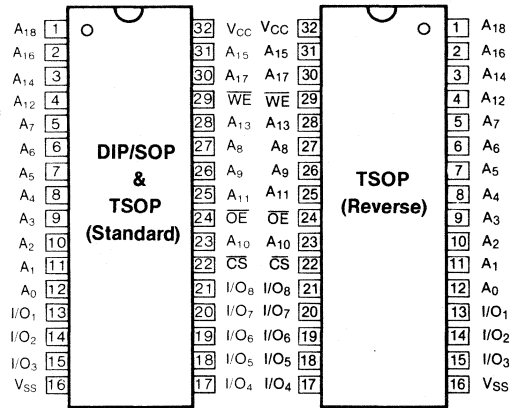 A18 1 32 VCC VCC 32 1 A18
A16 2 31 A15 A15 31 2 A16
A14 3 30 A17 A17 30 3 A14
A12 4 29 WE WE 29 4 A12
A7 5 28 A13 A13 28 5 A7
A6 6 27 A8 A8 27 6 A6
A5 7 26 A9 A9 26 7 A5
A4 8 25 A11 A11 25 8 A4
A3 9 24 OE OE 24 9 A3
A2 10 23 A10 A10 23 10 A2
A1 11 22 CS CS 22 11 A1
A0 12 21 I/O8 I/O8 21 12 A0
I/O1 13 20 I/O7 I/O7 20 13 I/O1
I/O2 14 19 I/O6 I/O6 19 14 I/O2
I/O3 15 18 I/O5 I/O5 18 15 I/O3
VSS 16 17 I/O4 I/O4 17 16 VSS
DIP/SOP
&
TSOP
(Standard)
TSOP
(Reverse)